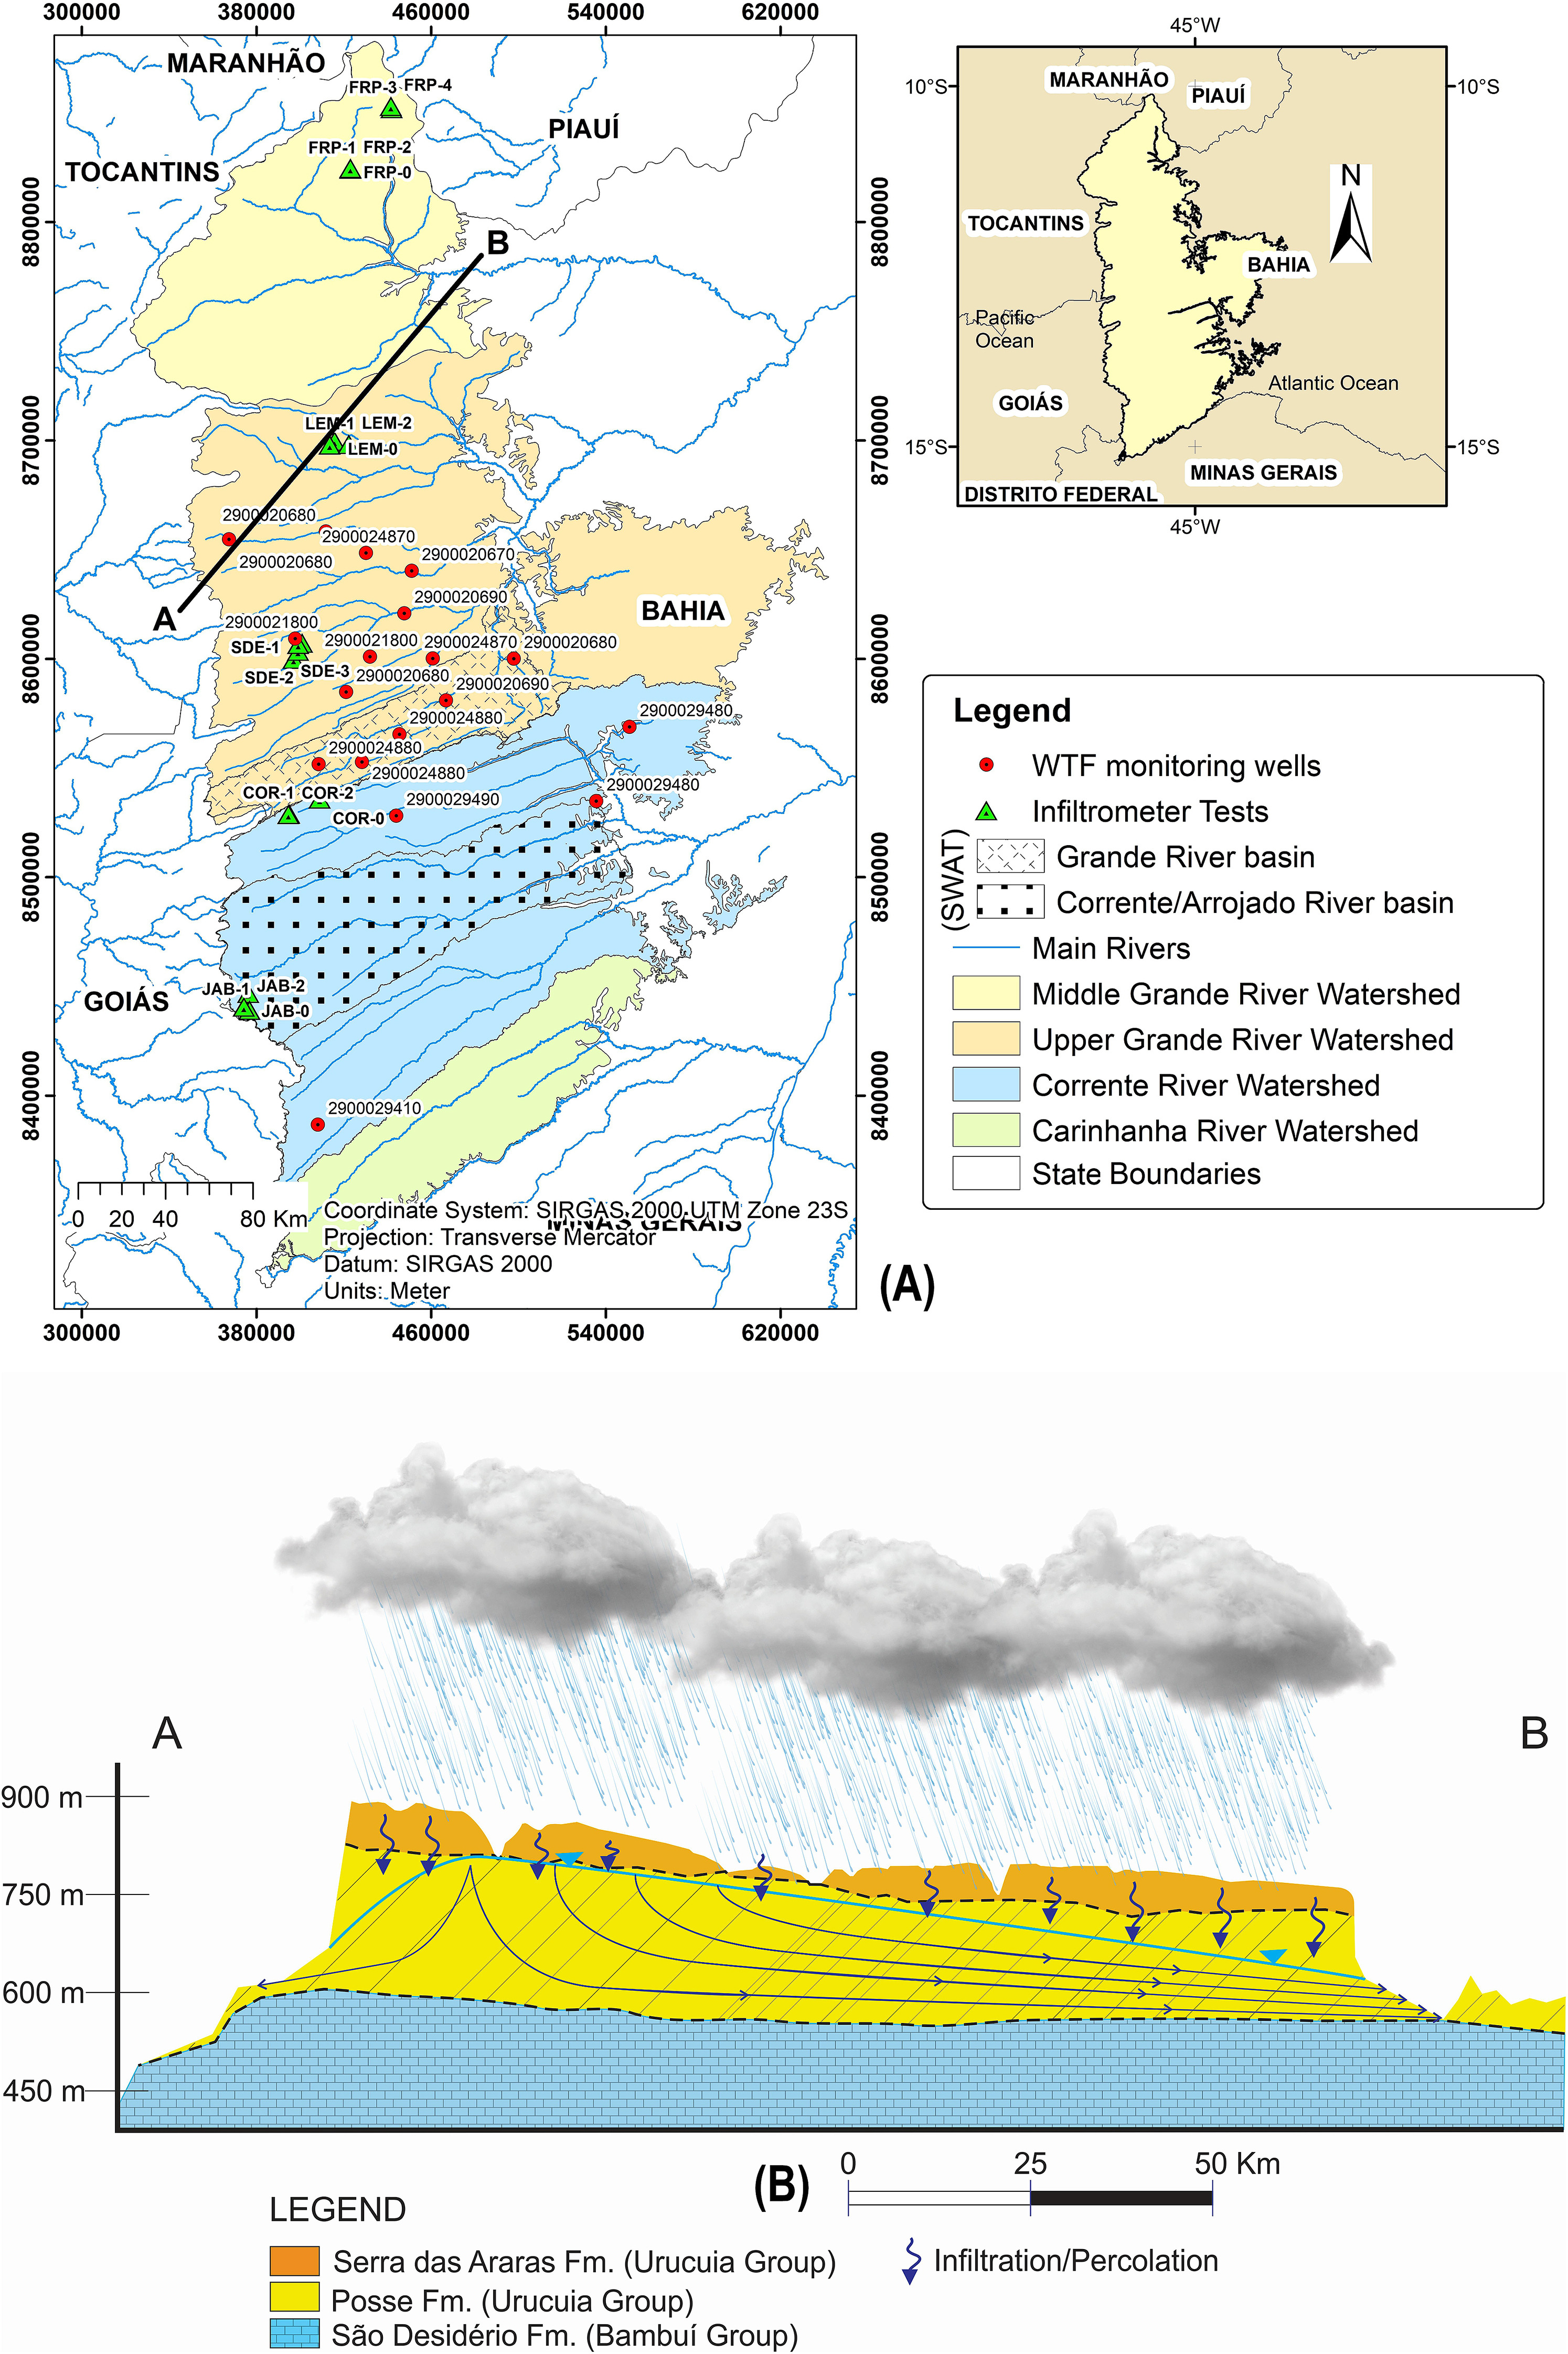 300000 380000 460000 540000 620000
MARANHÃO
FRP-3 FRP-4
PIAUÍ
FRP-1 FRP-2
TOCANTINS
FRP-0
8800000
8800000
B
LEM-1 LEM-2
8700000
8700000
LEM-0
2900020680
2900024870
2900020670
2900020680
2900020690
A
BAHIA
2900021800
2900021800
2900024870
2900020680
SDE-1
8600000
8600000
SDE-3
SDE-2
2900020680
2900020690
2900029480
2900024880
2900024880
2900024880
2900029480
COR-1 COR-2
2900029490
COR-0
8500000
8500000
JAB-1 JAB-2
GOIÁS
JAB-0
8400000
8400000
2900029410
0 20 40 80 Km
MINAS GERAIS
Coordinate System: SIRGAS 2000 UTM Zone 23S
Projection: Transverse Mercator
Datum: SIRGAS 2000
Units: Meter
300000 380000 460000 540000 620000
(A)
45°W
MARANHÃO
10°S
PIAUÍ
10°S
N
TOCANTINS
BAHIA
Pacific
Ocean
Atlantic Ocean
GOIÁS
15°S
15°S
MINAS GERAIS
DISTRITO FEDERAL
45°W
Legend
WTF monitoring wells
Infiltrometer Tests
(SWAT)
Grande River basin
Corrente/Arrojado River basin
Main Rivers
Middle Grande River Watershed
Upper Grande River Watershed
Corrente River Watershed
Carinhanha River Watershed
State Boundaries
A
B
900 m
750 m
600 m
450 m
(B)
0 25 50 Km
LEGEND
Serra das Araras Fm. (Urucuia Group)
Posse Fm. (Urucuia Group)
São Desidério Fm. (Bambuí Group)
Infiltration/Percolation